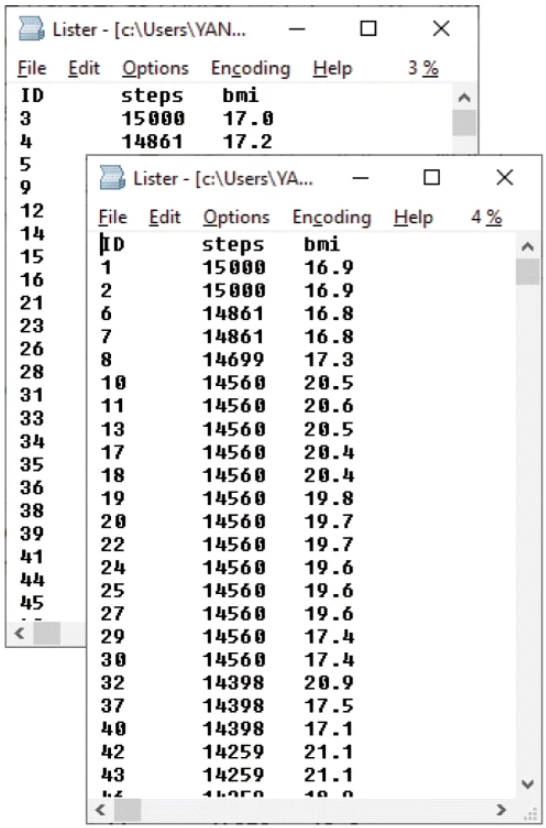 Lister - [c:\Users\YAN...
File Edit Options Encoding Help 3 %
ID steps bmi
3 15000 17.0
4 14861 17.2
5
9
12
14
15
16
21
23
26
28
31
33
34
35
36
38
39
41
44
45
Lister - [c:\Users\YA...
File Edit Options Encoding Help 4 %
ID steps bmi
1 15000 16.9
2 15000 16.9
6 14861 16.8
7 14861 16.8
8 14699 17.3
10 14560 20.5
11 14560 20.6
13 14560 20.5
17 14560 20.4
18 14560 20.4
19 14560 19.8
20 14560 19.7
22 14560 19.7
24 14560 19.6
25 14560 19.6
27 14560 19.6
29 14560 17.4
30 14560 17.4
32 14398 20.9
37 14398 17.5
40 14398 17.1
42 14259 21.1
43 14259 21.1